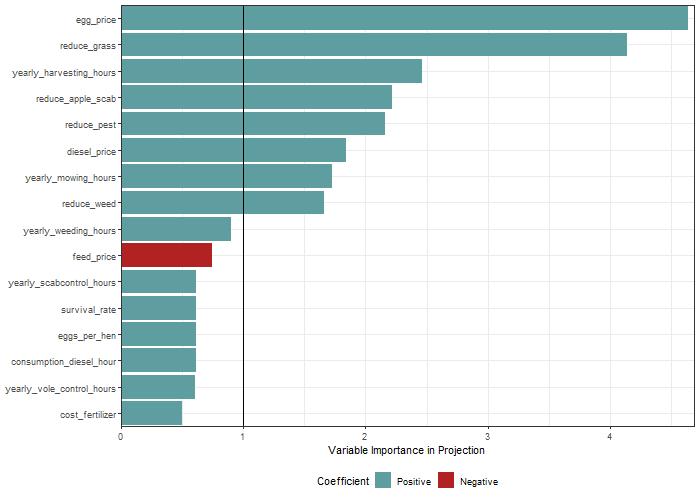 egg_price
reduce_grass
yearly_harvesting_hours
reduce_apple_scab
reduce_pest
diesel_price
yearly_mowing_hours
reduce_weed
yearly_weeding_hours
feed_price
yearly_scabcontrol_hours
survival_rate
eggs_per_hen
consumption_diesel_hour
yearly_vole_control_hours
cost_fertilizer
0 1 2 3 4
Variable Importance in Projection
Coefficient Positive Negative